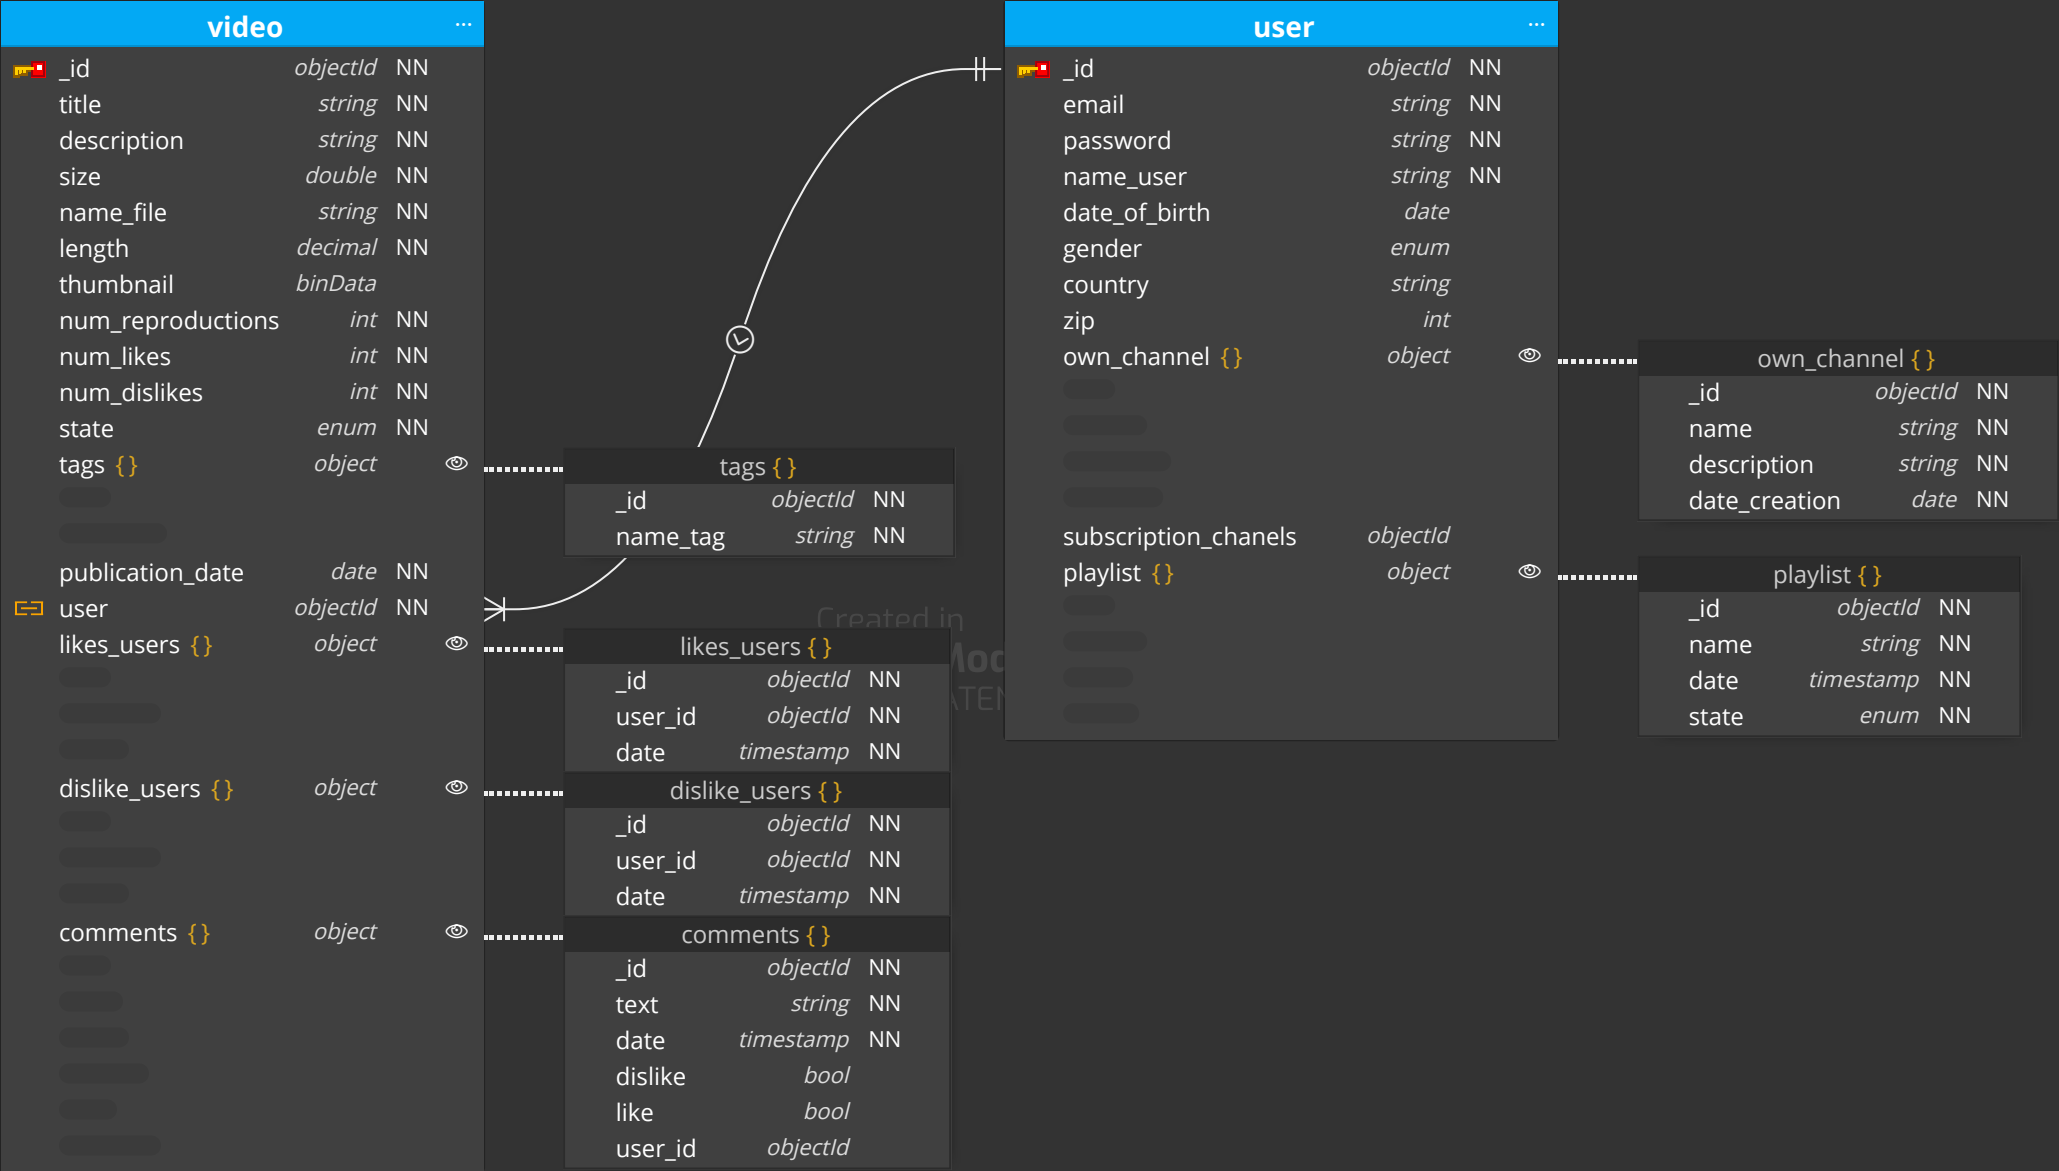 video ...
_id objectId NN
title string NN
description string NN
size double NN
name_file string NN
length decimal NN
thumbnail binData
num_reproductions int NN
num_likes int NN
num_dislikes int NN
state enum NN
tags {} object
publication_date date NN
user objectId NN
likes_users {} object
dislike_users {} object
comments {} object
tags {}
_id objectId NN
name_tag string NN
likes_users {}
_id objectId NN
user_id objectId NN
date timestamp NN
dislike_users {}
_id objectId NN
user_id objectId NN
date timestamp NN
comments {}
_id objectId NN
text string NN
date timestamp NN
dislike bool
like bool
user_id objectId
Created in
user ...
_id objectId NN
email string NN
password string NN
name_user string NN
date_of_birth date
gender enum
country string
zip int
own_channel {} object
subscription_chanels objectId
playlist {} object
own_channel {}
_id objectId NN
name string NN
description string NN
date_creation date NN
playlist {}
_id objectId NN
name string NN
date timestamp NN
state enum NN